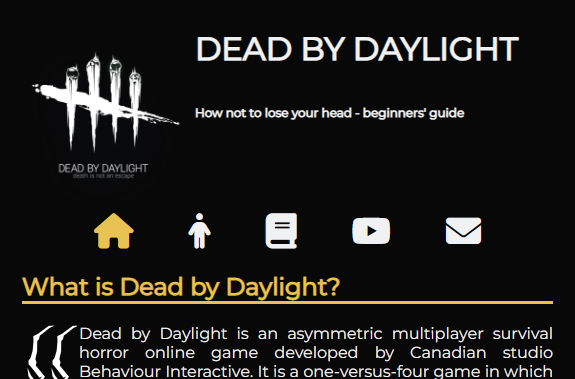 DEAD BY DAYLIGHT
How not to lose your head - beginners' guide
DEAD BY DAYLIGHT
death is not an escape
What is Dead by Daylight?
Dead by Daylight is an asymmetric multiplayer survival
horror online game developed by Canadian studio
Behaviour Interactive. It is a one-versus-four game in which